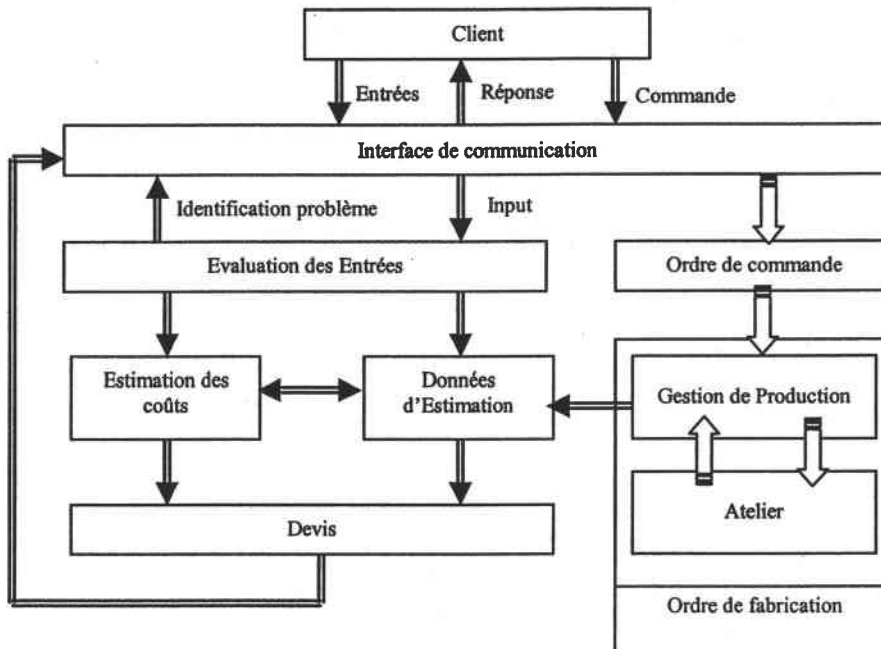 Client
Entrées
Réponse
Commande
Interface de communication
Identification problème
Input
Evaluation des Entrées
Ordre de commande
Estimation des
coûts
Données
d'Estimation
Gestion de Production
Devis
Atelier
Ordre de fabrication